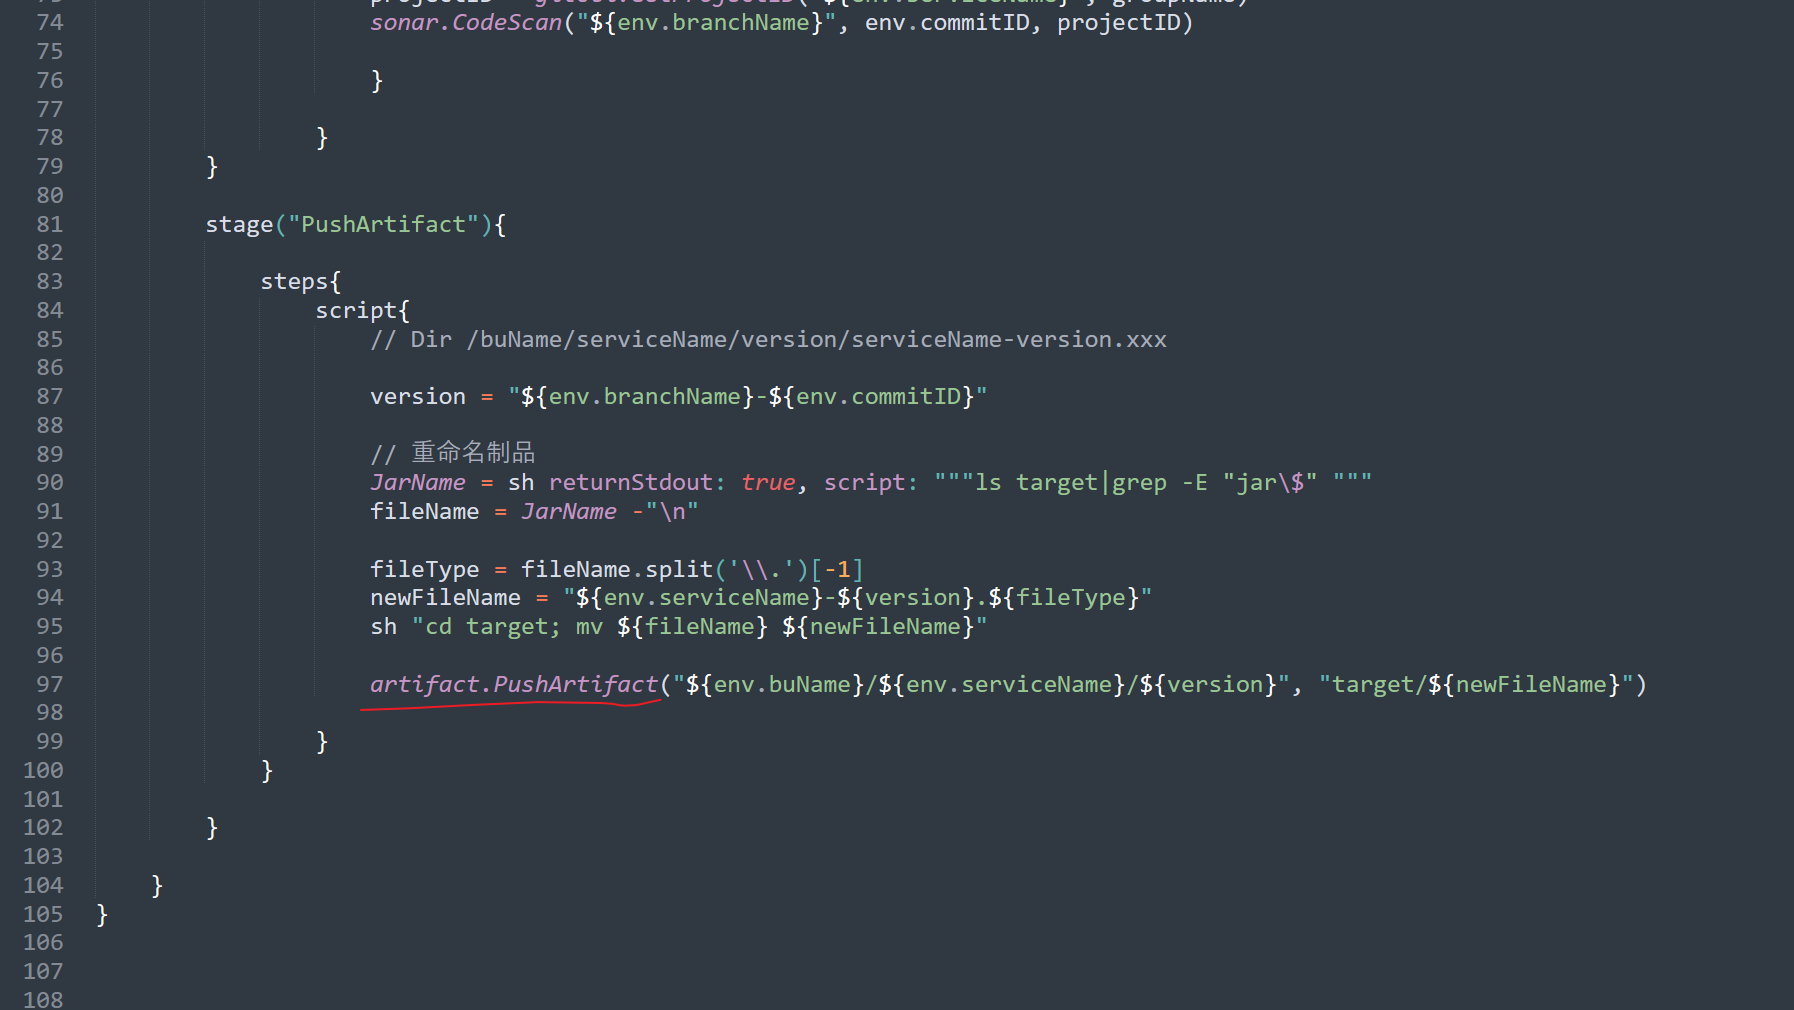 74 sonar.CodeScan("${env.branchName}", env.commitID, projectID)
75
76 }
77
78 }
79 }
80
81 stage("PushArtifact"){
82
83 steps{
84 script{
85 // Dir /buName/serviceName/version/serviceName-version.xxx
86
87 version = "${env.branchName}-${env.commitID}"
88
89 // 重命名制品
90 JarName = sh returnStdout: true, script: """ls target|grep -E "jar\$" """
91 fileName = JarName -"\n"
92
93 fileType = fileName.split('\\.')[-1]
94 newFileName = "${env.serviceName}-${version}.${fileType}"
95 sh "cd target; mv ${fileName} ${newFileName}"
96
97 artifact.PushArtifact("${env.buName}/${env.serviceName}/${version}", "target/${newFileName}")
98
99 }
100 }
101
102 }
103
104 }
105 }
106
107
108